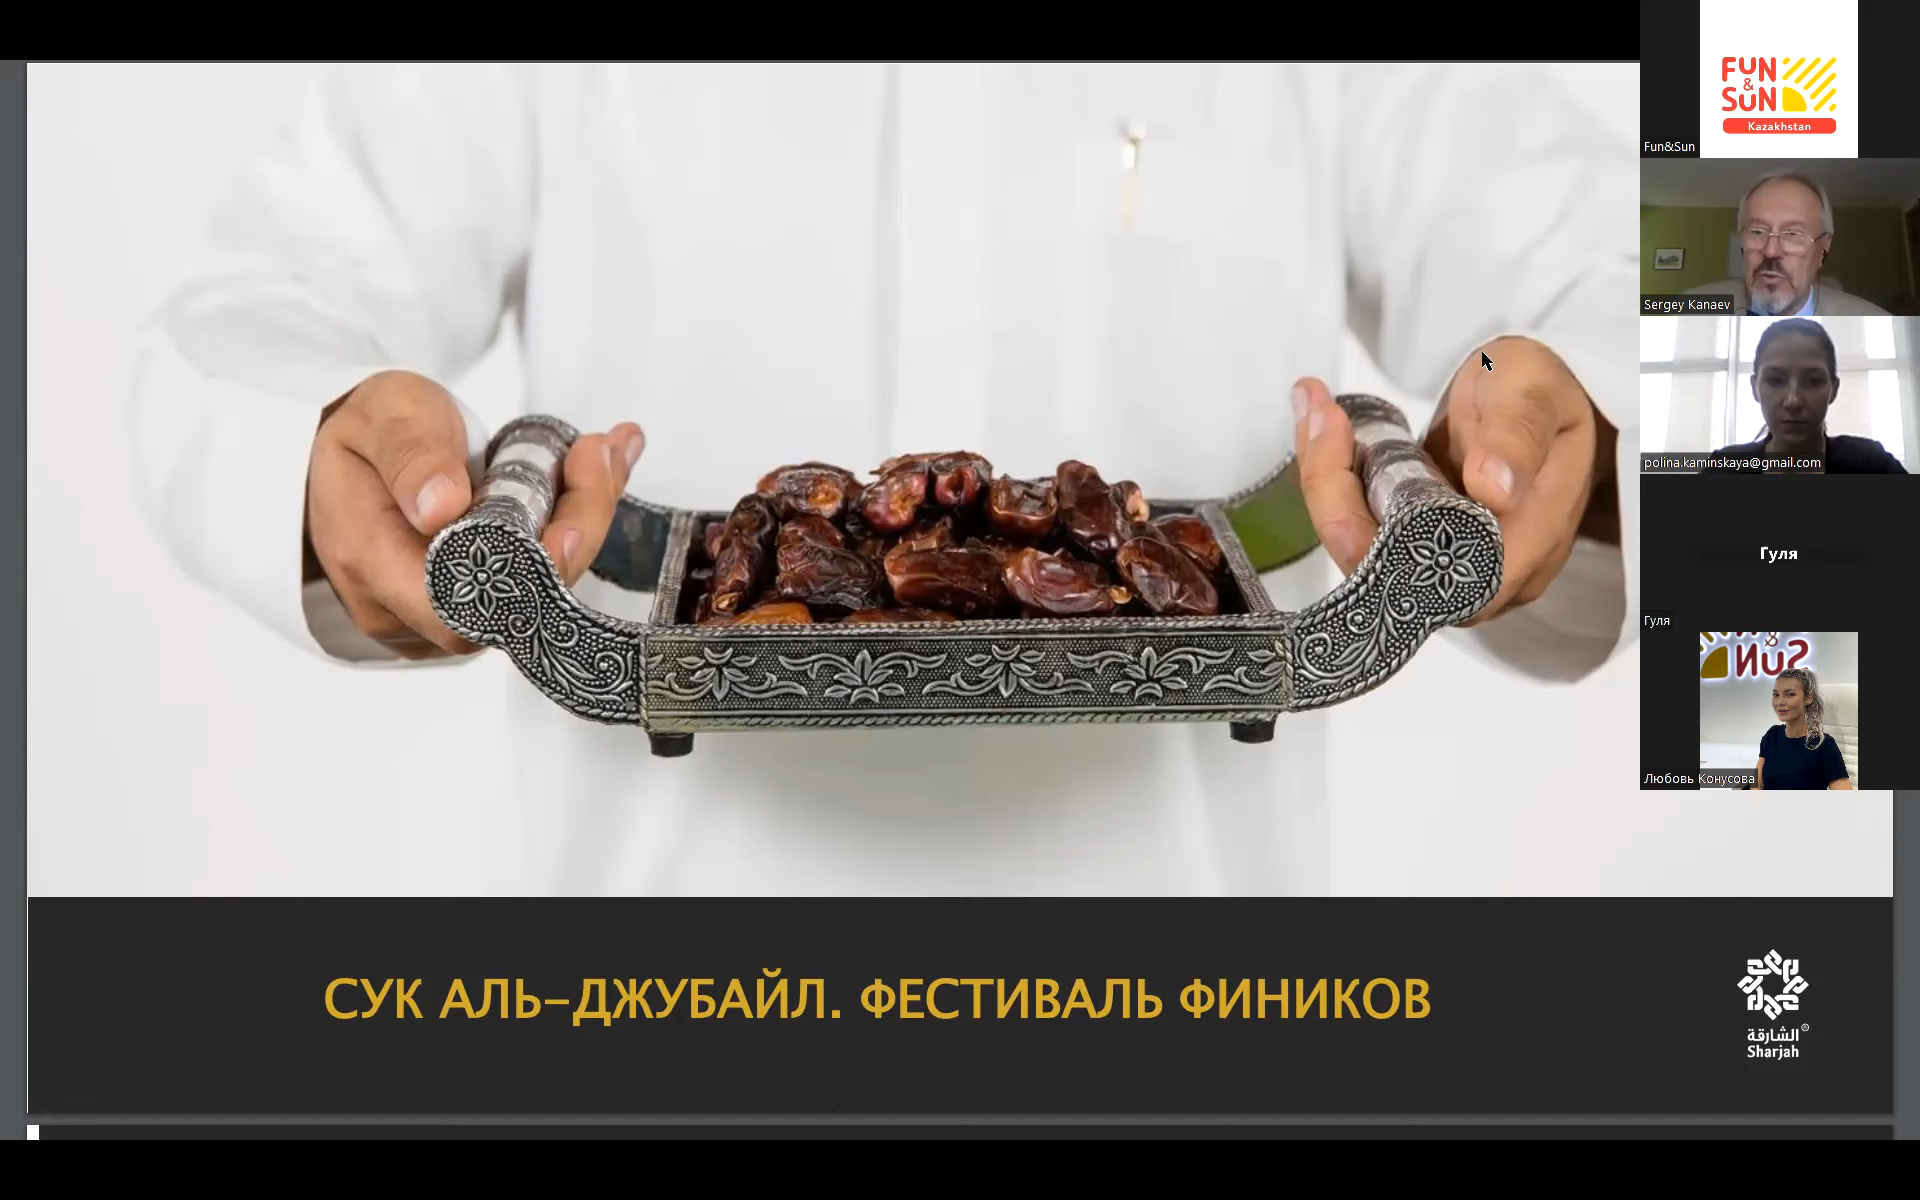 FUN
&
SUN
Kazakhstan
Fun&Sun
Sergey Kanaev
polina.kaminskaya@gmail.com
Гуля
Гуля
&
SUN
Любовь Конусова
СУК АЛЬ-ДЖУБАЙЛ. ФЕСТИВАЛЬ ФИНИКОВ
الشارقة
Sharjah